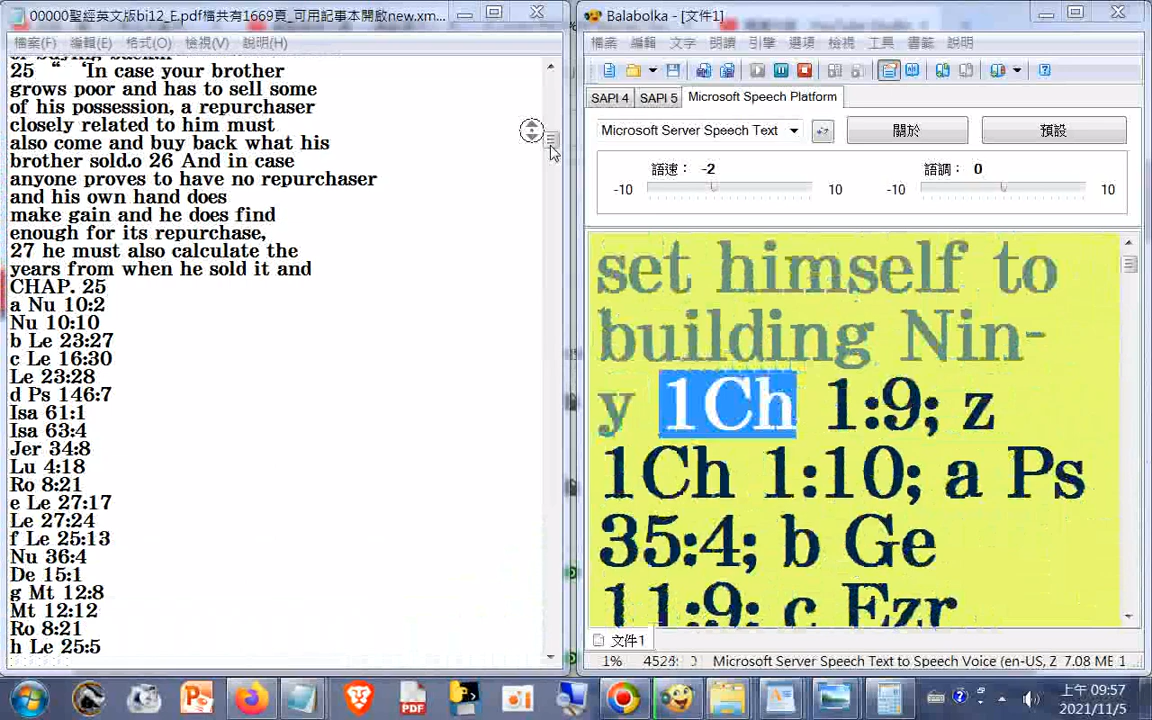 00000聖經英文版bi12_E.pdf檔共有1669頁_可用記事本開啟new.xm...
檔案(F) 編輯(E) 格式(O) 檢視(V) 說明(H)
25 “ ‘In case your brother
grows poor and has to sell some
of his possession, a repurchaser
closely related to him must
also come and buy back what his
brother sold.o 26 And in case
anyone proves to have no repurchaser
and his own hand does
make gain and he does find
enough for its repurchase,
27 he must also calculate the
years from when he sold it and
CHAP. 25
a Nu 10:2
Nu 10:10
b Le 23:27
c Le 16:30
Le 23:28
d Ps 146:7
Isa 61:1
Isa 63:4
Jer 34:8
Lu 4:18
Ro 8:21
e Le 27:17
Le 27:24
f Le 25:13
Nu 36:4
De 15:1
g Mt 12:8
Mt 12:12
Ro 8:21
h Le 25:5
Balabolka - [文件1]
檔案 編輯 文字 朗讀 引擎 選項 檢視 工具 書籤 說明
SAPI 4 SAPI 5 Microsoft Speech Platform
Microsoft Server Speech Text 關於 預設
語速： -2 語調： 0
-10 10 -10 10
set himself to
building Nin-
y 1Ch 1:9; z
1Ch 1:10; a Ps
35:4; b Ge
11:9; c Ezr
文件1
1% 4528: Microsoft Server Speech Text to Speech Voice (en-US, Z 7.08 ME 1
PDF
上午 09:57
2021/11/5